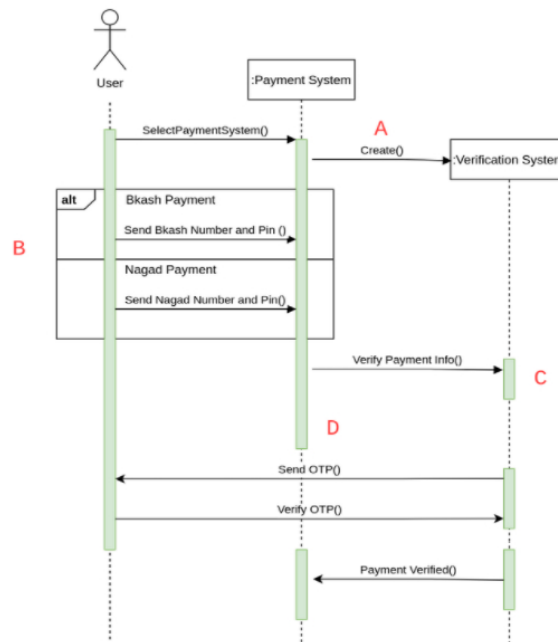 User
:Payment System
SelectPaymentSystem()
A
Create()
:Verification System
alt
Bkash Payment
Send Bkash Number and Pin ()
B
Nagad Payment
Send Nagad Number and Pin()
Verify Payment Info()
C
D
Send OTP()
Verify OTP()
Payment Verified()